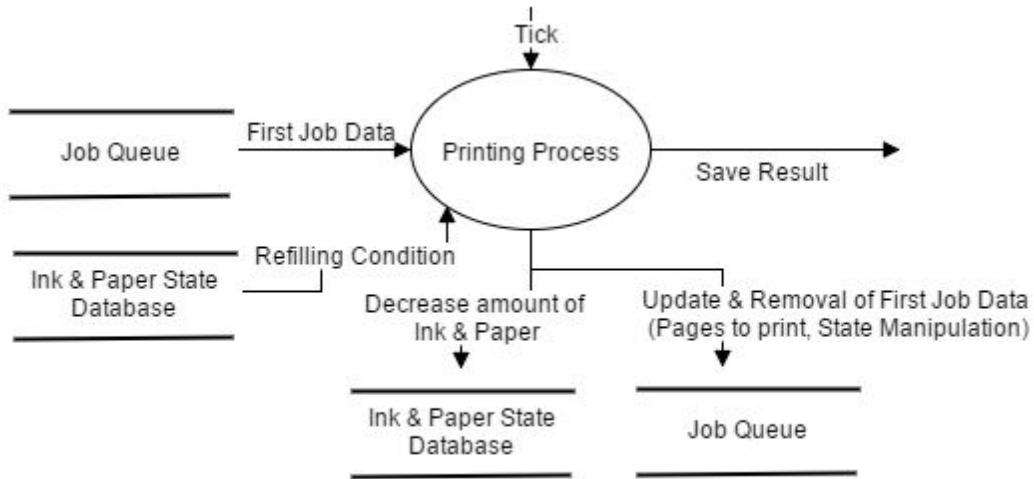 Tick
Job Queue
First Job Data
Printing Process
Save Result
Ink & Paper State
Database
Refilling Condition
Decrease amount of
Ink & Paper
Update & Removal of First Job Data
(Pages to print, State Manipulation)
Ink & Paper State
Database
Job Queue